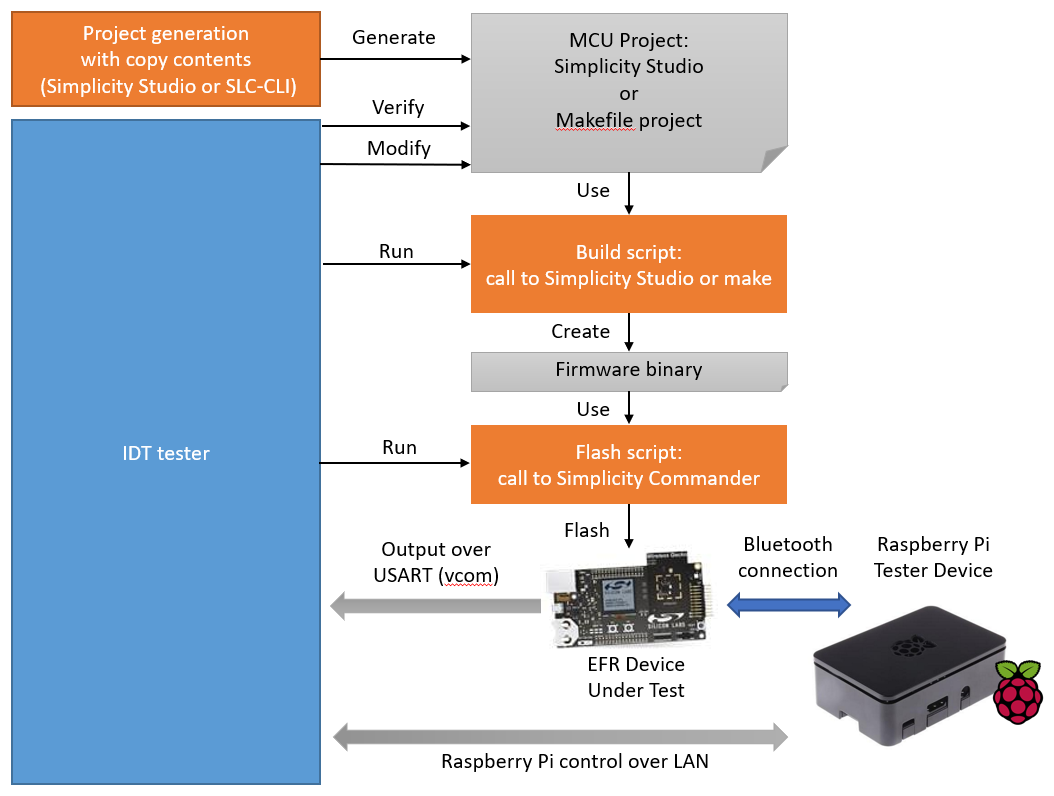 Project generation
with copy contents
(Simplicity Studio or SLC-CLI)
Generate
MCU Project:
Simplicity Studio
or
Makefile project
Verify
Modify
Use
Run
Build script:
call to Simplicity Studio or make
Create
Firmware binary
Use
IDT tester
Run
Flash script:
call to Simplicity Commander
Flash
Output over
USART (vcom)
Bluetooth
connection
Raspberry Pi
Tester Device
SILICON LABS
EFR Device
Under Test
Raspberry Pi control over LAN